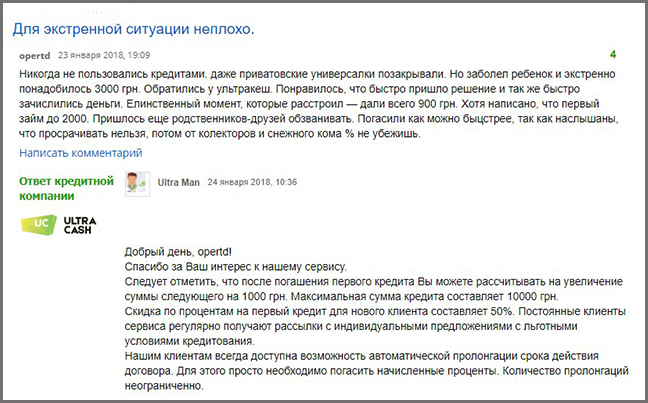 Для экстренной ситуации неплохо.
opertd 23 января 2018, 19:09 4
Никогда не пользовались кредитами. даже приватовские универсалки позакрывали. Но заболел ребенок и экстренно
понадобилось 3000 грн. Обратились у ультракеш. Понравилось, что быстро пришло решение и так же быстро
зачислились деньги. Елинственный момент, которые расстроил — дали всего 900 грн. Хотя написано, что первый
займ до 2000. Пришлось еще родственников-друзей обзванивать. Погасили как можно быцстрее, так как наслышаны,
что просрачивать нельзя, потом от колекторов и снежного кома % не убежишь.
Написать комментарий
Ответ кредитной
компании
Ultra Man 24 января 2018, 10:36
UC ULTRA
CASH
Добрый день, opertd!
Спасибо за Ваш интерес к нашему сервису.
Следует отметить, что после погашения первого кредита Вы можете рассчитывать на увеличение
суммы следующего на 1000 грн. Максимальная сумма кредита составляет 10000 грн.
Скидка по процентам на первый кредит для нового клиента составляет 50%. Постоянные клиенты
сервиса регулярно получают рассылки с индивидуальными предложениями с льготными
условиями кредитования.
Нашим клиентам всегда доступна возможность автоматической пролонгации срока действия
договора. Для этого просто необходимо погасить начисленные проценты. Количество пролонгаций
неограниченно.